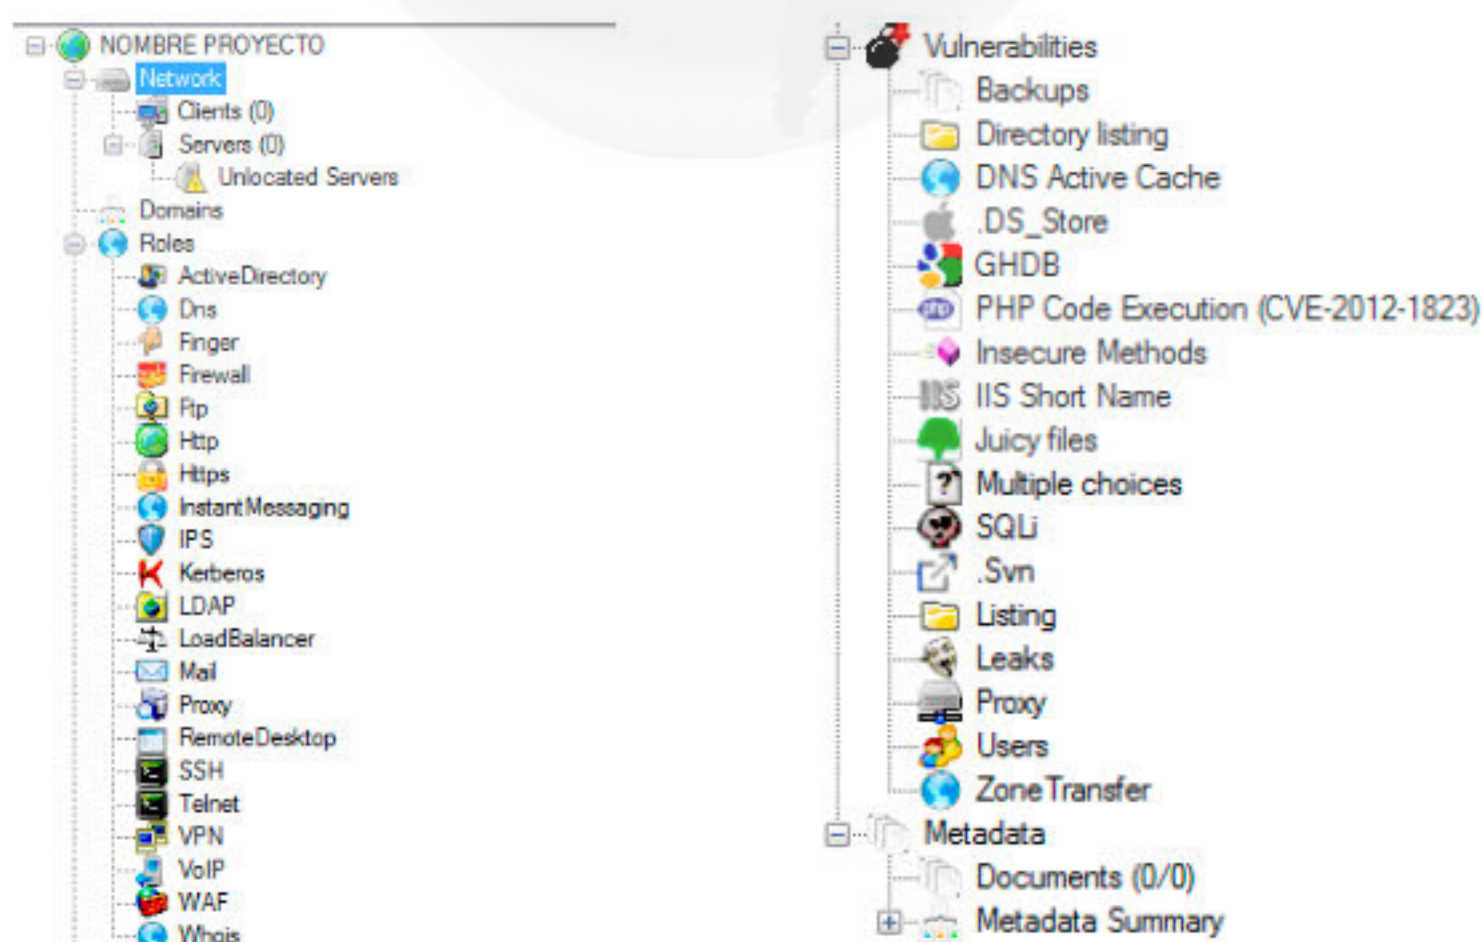 NOMBRE PROYECTO
Network
Clients (0)
Servers (0)
Unlocated Servers
Domains
Roles
ActiveDirectory
Dns
Finger
Firewall
Ftp
Http
Https
InstantMessaging
IPS
Kerberos
LDAP
LoadBalancer
Mail
Proxy
RemoteDesktop
SSH
Telnet
VPN
VoIP
WAF
Whois
Vulnerabilities
Backups
Directory listing
DNS Active Cache
.DS_Store
GHDB
php PHP Code Execution (CVE-2012-1823)
Insecure Methods
IIS IIS Short Name
Juicy files
? Multiple choices
SQLi
.Svn
Listing
Leaks
Proxy
Users
ZoneTransfer
Metadata
Documents (0/0)
Metadata Summary